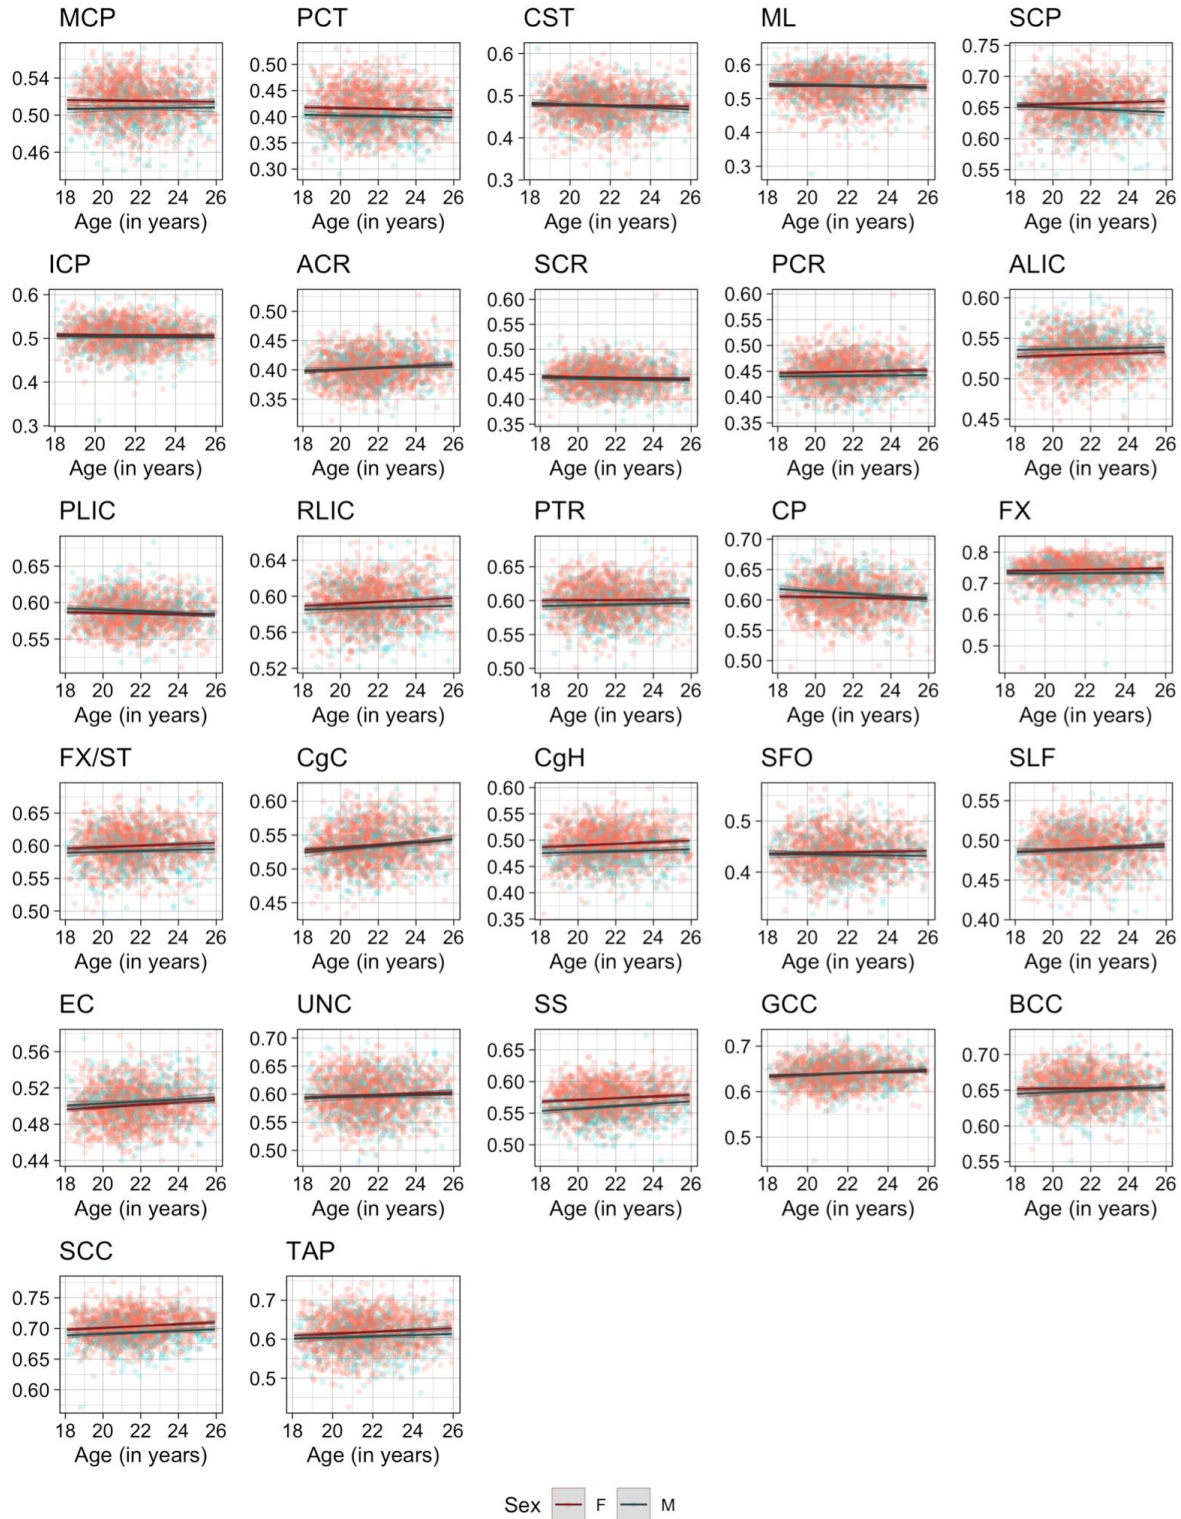 MCP PCT CST ML SCP
0.54 0.50 0.6 0.6 0.75
0.50 0.45 0.5 0.5 0.70
0.46 0.40 0.4 0.4 0.65
0.35 0.3 0.3 0.60
0.30 0.55
18 20 22 24 26 18 20 22 24 26 18 20 22 24 26 18 20 22 24 26 18 20 22 24 26
Age (in years) Age (in years) Age (in years) Age (in years) Age (in years)
ICP ACR SCR PCR ALIC
0.6 0.50 0.60 0.60 0.60
0.5 0.45 0.55 0.55 0.55
0.4 0.40 0.50 0.50 0.50
0.3 0.35 0.45 0.45 0.45
0.40 0.40
0.35 0.35
18 20 22 24 26 18 20 22 24 26 18 20 22 24 26 18 20 22 24 26 18 20 22 24 26
Age (in years) Age (in years) Age (in years) Age (in years) Age (in years)
PLIC RLIC PTR CP FX
0.65 0.64 0.65 0.70 0.8
0.60 0.60 0.60 0.65 0.7
0.55 0.56 0.55 0.60 0.6
0.52 0.50 0.55 0.5
0.50
18 20 22 24 26 18 20 22 24 26 18 20 22 24 26 18 20 22 24 26 18 20 22 24 26
Age (in years) Age (in years) Age (in years) Age (in years) Age (in years)
FX/ST CgC CgH SFO SLF
0.65 0.60 0.60 0.5 0.55
0.60 0.55 0.55 0.4 0.50
0.55 0.50 0.50 0.45
0.50 0.45 0.45 0.40
0.40
0.35
18 20 22 24 26 18 20 22 24 26 18 20 22 24 26 18 20 22 24 26 18 20 22 24 26
Age (in years) Age (in years) Age (in years) Age (in years) Age (in years)
EC UNC SS GCC BCC
0.56 0.70 0.65 0.7 0.70
0.52 0.65 0.60 0.6 0.65
0.48 0.60 0.55 0.5 0.60
0.44 0.55 0.50 0.55
0.50
18 20 22 24 26 18 20 22 24 26 18 20 22 24 26 18 20 22 24 26 18 20 22 24 26
Age (in years) Age (in years) Age (in years) Age (in years) Age (in years)
SCC TAP
0.75 0.7
0.70 0.6
0.65 0.5
0.60
18 20 22 24 26 18 20 22 24 26
Age (in years) Age (in years)
Sex F M